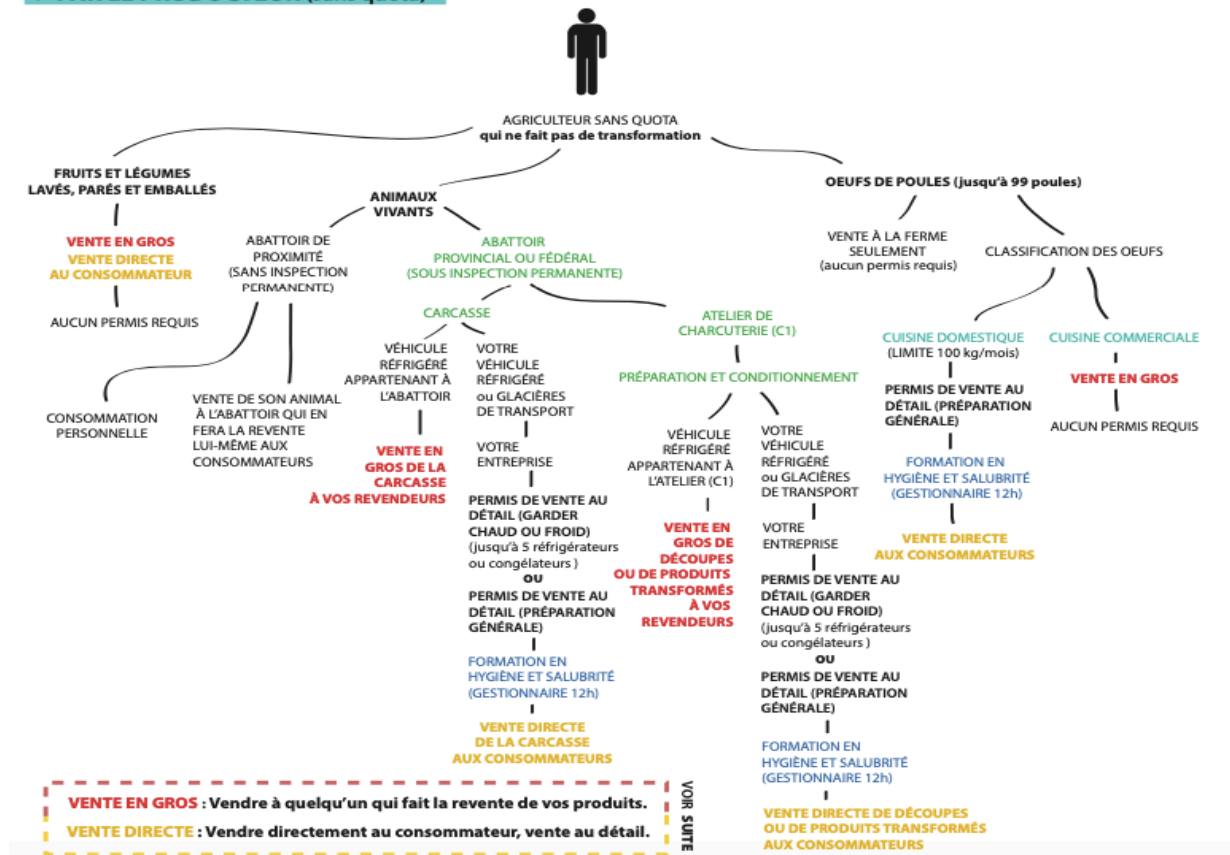 AGRICULTEUR SANS QUOTA
qui ne fait pas de transformation
FRUITS ET LÉGUMES
LAVÉS, PARÉS ET EMBALLÉS
VENTE EN GROS
VENTE DIRECTE
AU CONSOMMATEUR
AUCUN PERMIS REQUIS
ANIMAUX
VIVANTS
ABATTOIR DE
PROXIMITÉ
(SANS INSPECTION
PERMANENTE)
CONSOMMATION
PERSONNELLE
VENTE DE SON ANIMAL
À L'ABATTOIR QUI EN
FERA LA REVENTE
LUI-MÊME AUX
CONSOMMATEURS
ABATTOIR
PROVINCIAL OU FÉDÉRAL
(SOUS INSPECTION PERMANENTE)
CARCASSE
VÉHICULE
RÉFRIGÉRÉ
APPARTENANT À
L'ABATTOIR
VENTE EN
GROS DE LA
CARCASSE
À VOS REVENDEURS
VOTRE
VÉHICULE
RÉFRIGÉRÉ
ou GLACIÈRES
DE TRANSPORT
VOTRE
ENTREPRISE
PERMIS DE VENTE AU
DÉTAIL (GARDER
CHAUD OU FROID)
(jusqu'à 5 réfrigérateurs
ou congélateurs )
OU
PERMIS DE VENTE AU
DÉTAIL (PRÉPARATION
GÉNÉRALE)
FORMATION EN
HYGIÈNE ET SALUBRITÉ
(GESTIONNAIRE 12h)
VENTE DIRECTE
DE LA CARCASSE
AUX CONSOMMATEURS
ATELIER DE
CHARCUTERIE (C1)
PRÉPARATION ET CONDITIONNEMENT
VÉHICULE
RÉFRIGÉRÉ
APPARTENANT À
L'ATELIER (C1)
VENTE EN
GROS DE
DÉCOUPES
OU DE PRODUITS
TRANSFORMÉS
À VOS
REVENDEURS
VOTRE
VÉHICULE
RÉFRIGÉRÉ
ou GLACIÈRES
DE TRANSPORT
VOTRE
ENTREPRISE
PERMIS DE VENTE AU
DÉTAIL (GARDER
CHAUD OU FROID)
(jusqu'à 5 réfrigérateurs
ou congélateurs )
OU
PERMIS DE VENTE AU
DÉTAIL (PRÉPARATION
GÉNÉRALE)
FORMATION EN
HYGIÈNE ET SALUBRITÉ
(GESTIONNAIRE 12h)
VENTE DIRECTE DE DÉCOUPES
OU DE PRODUITS TRANSFORMÉS
AUX CONSOMMATEURS
OEUFS DE POULES (jusqu'à 99 poules)
VENTE À LA FERME
SEULEMENT
(aucun permis requis)
CLASSIFICATION DES OEUFS
CUISINE DOMESTIQUE
(LIMITE 100 kg/mois)
PERMIS DE VENTE AU
DÉTAIL (PRÉPARATION
GÉNÉRALE)
FORMATION EN
HYGIÈNE ET SALUBRITÉ
(GESTIONNAIRE 12h)
VENTE DIRECTE
AUX CONSOMMATEURS
CUISINE COMMERCIALE
VENTE EN GROS
AUCUN PERMIS REQUIS
VENTE EN GROS : Vendre à quelqu'un qui fait la revente de vos produits.
VENTE DIRECTE : Vendre directement au consommateur, vente au détail.
VOIR SUITE